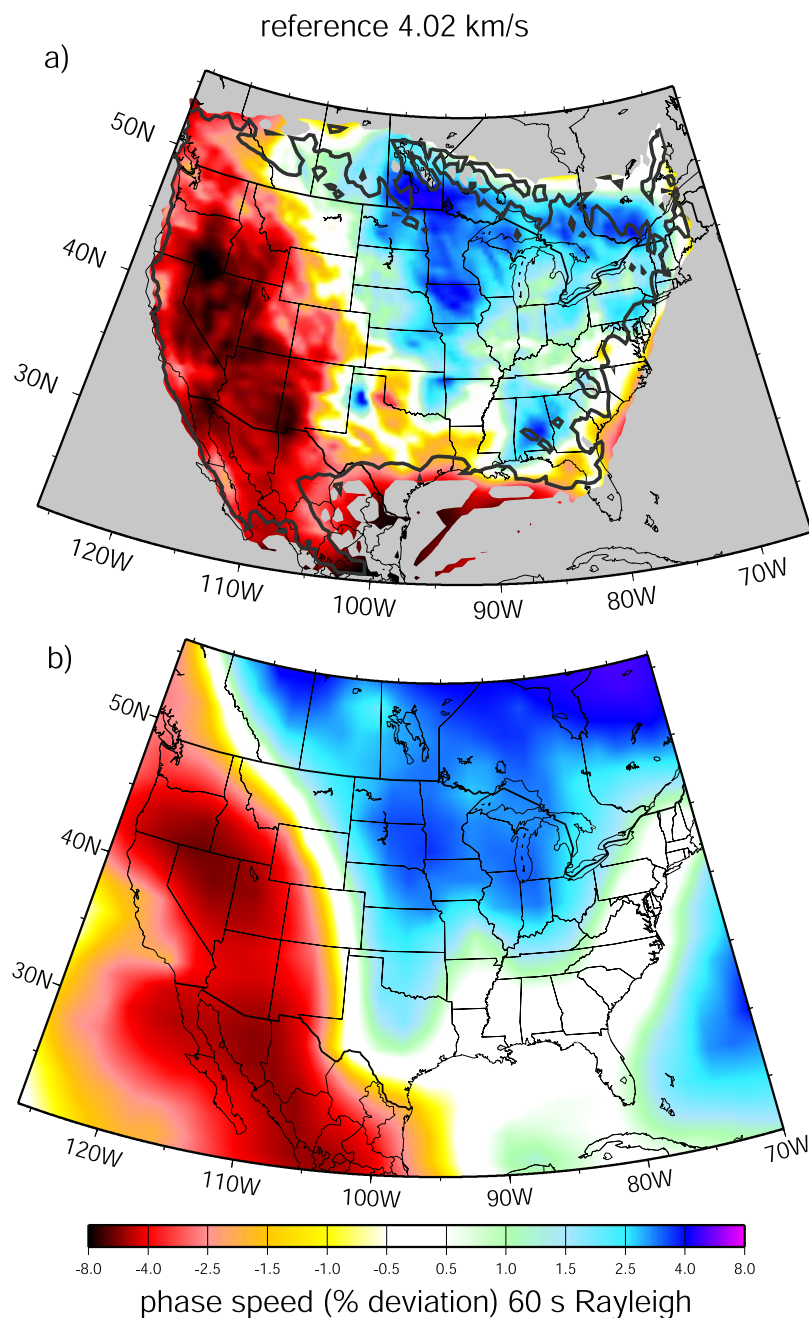 reference 4.02 km/s
a)
50N
40N
30N
120W
110W
100W
90W
80W
70W
b)
50N
40N
30N
120W
110W
100W
90W
80W
70W
-8.0 -4.0 -2.5 -1.5 -1.0 -0.5 0.5 1.0 1.5 2.5 4.0 8.0
phase speed (% deviation) 60 s Rayleigh